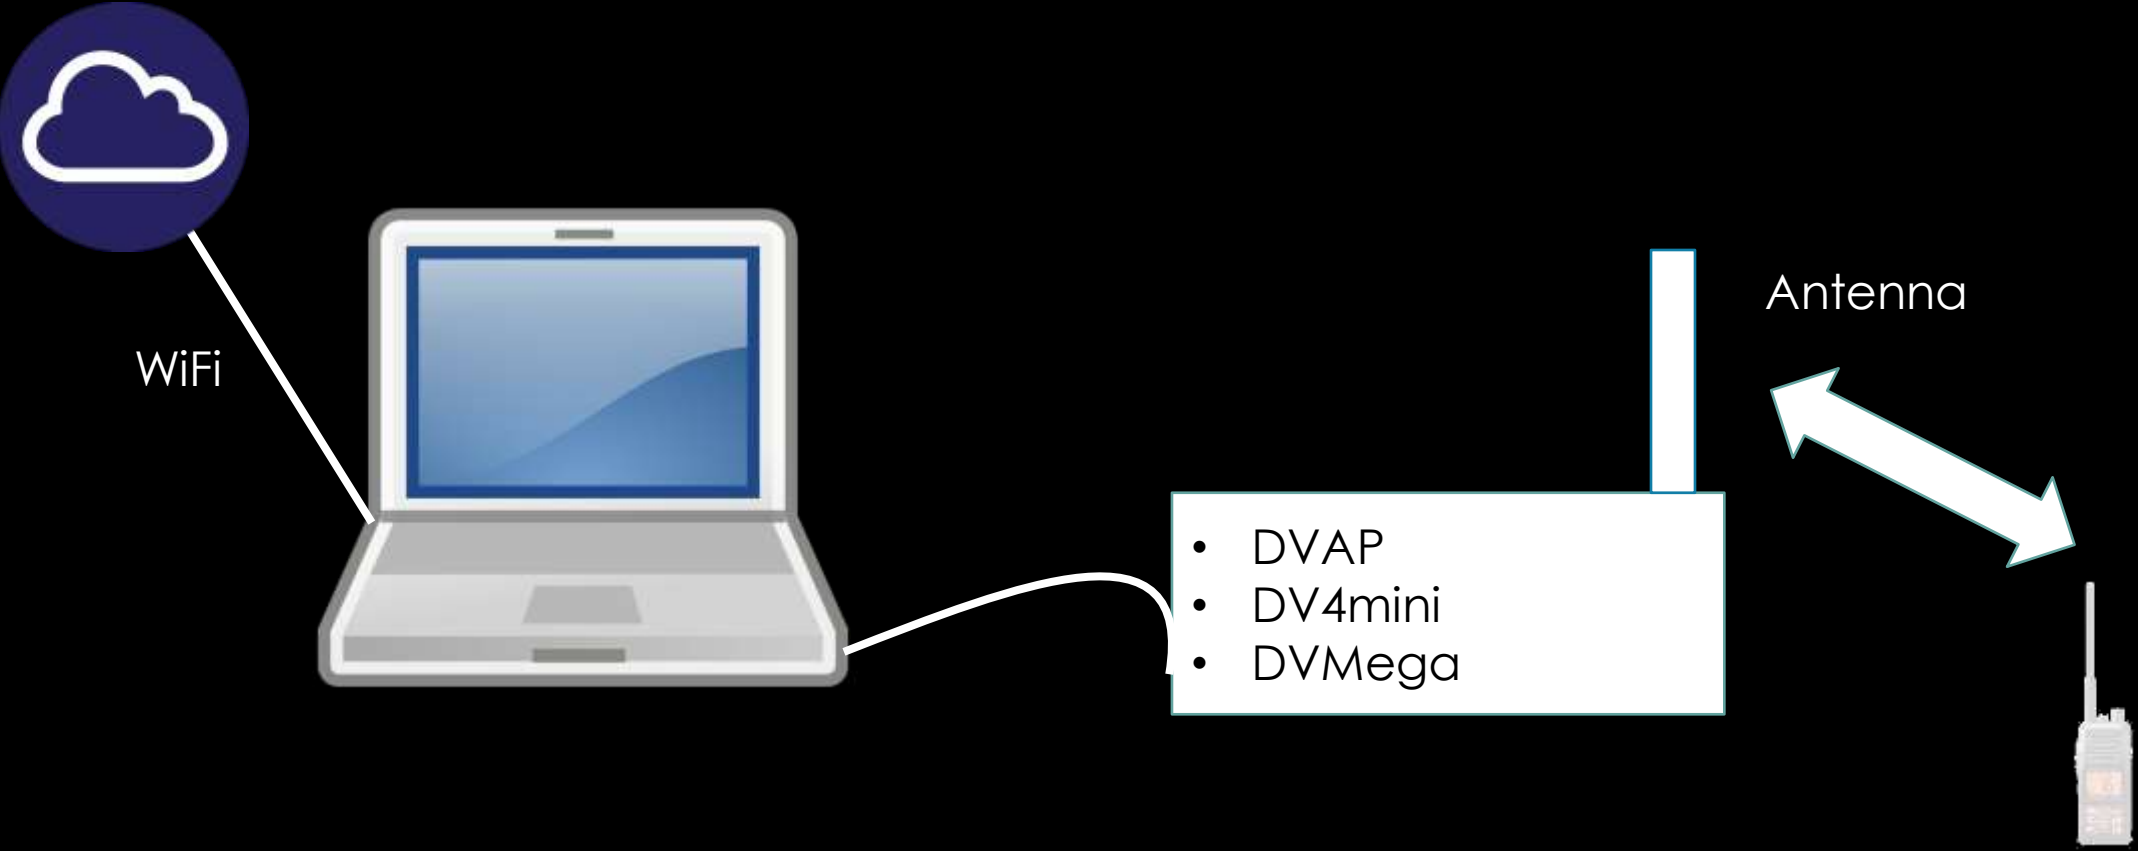 WiFi
Antenna
• DVAP
• DV4mini
• DVMega